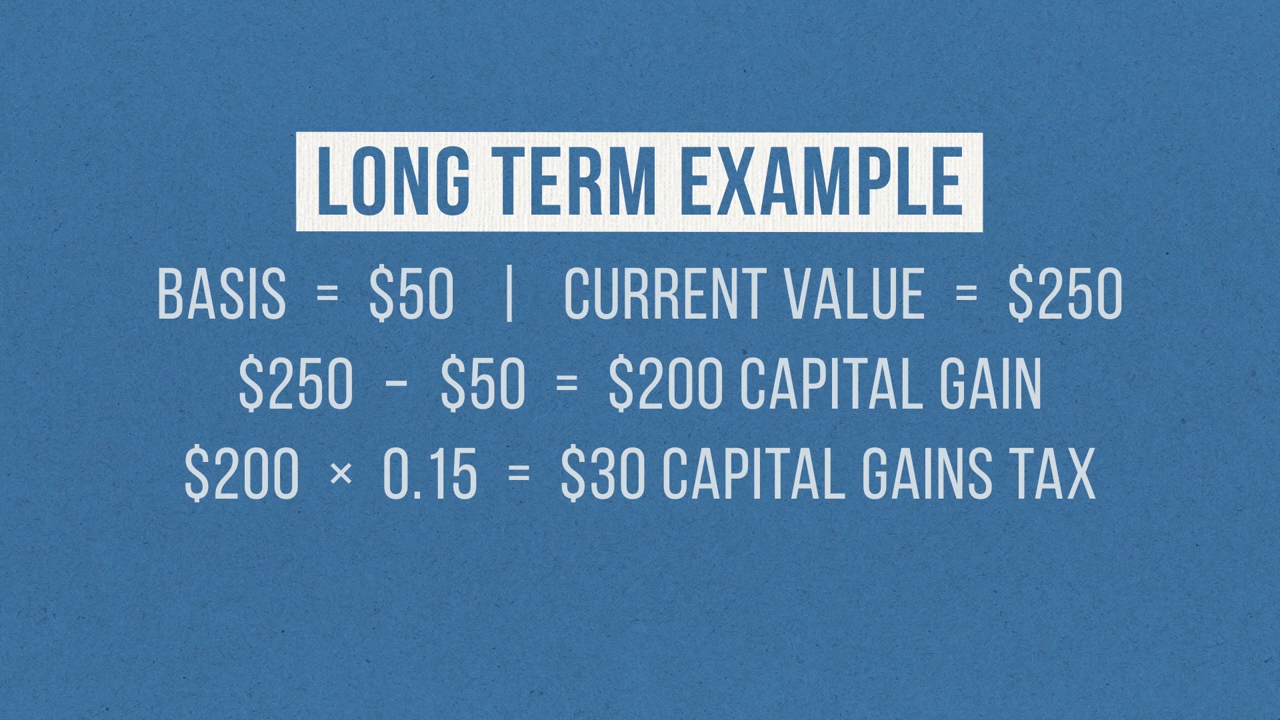 LONG TERM EXAMPLE
BASIS = $50 | CURRENT VALUE = $250
$250 − $50 = $200 CAPITAL GAIN
$200 × 0.15 = $30 CAPITAL GAINS TAX